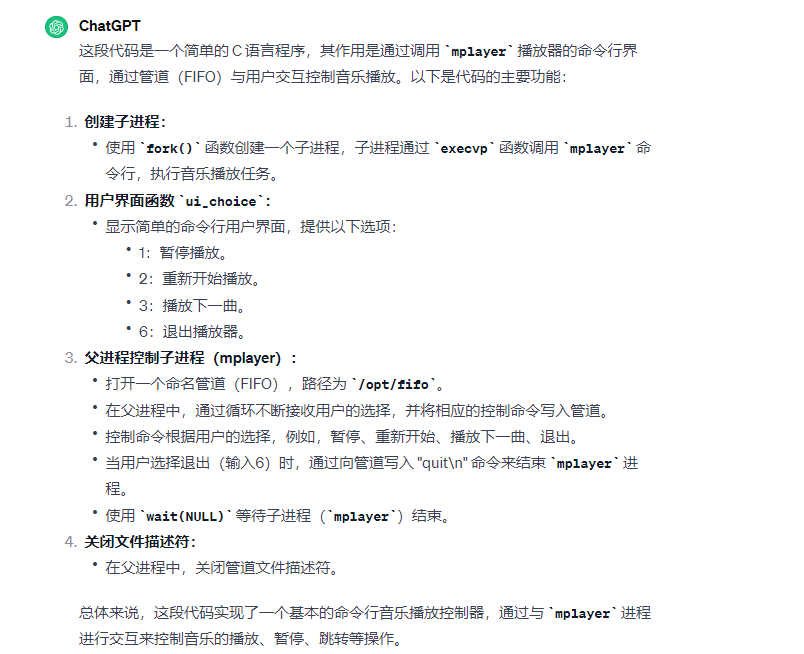 ChatGPT
这段代码是一个简单的 C 语言程序，其作用是通过调用 `mplayer` 播放器的命令行界
面，通过管道（FIFO）与用户交互控制音乐播放。以下是代码的主要功能：
1. 创建子进程：
• 使用 `fork()` 函数创建一个子进程，子进程通过 `execvp` 函数调用 `mplayer` 命
令行，执行音乐播放任务。
2. 用户界面函数 `ui_choice`：
• 显示简单的命令行用户界面，提供以下选项：
• 1：暂停播放。
• 2：重新开始播放。
• 3：播放下一曲。
• 6：退出播放器。
3. 父进程控制子进程（mplayer）：
• 打开一个命名管道（FIFO），路径为 `/opt/fifo`。
• 在父进程中，通过循环不断接收用户的选择，并将相应的控制命令写入管道。
• 控制命令根据用户的选择，例如，暂停、重新开始、播放下一曲、退出。
• 当用户选择退出（输入6）时，通过向管道写入 "quit\n" 命令来结束 `mplayer` 进
程。
• 使用 `wait(NULL)` 等待子进程（`mplayer`）结束。
4. 关闭文件描述符：
• 在父进程中，关闭管道文件描述符。
总体来说，这段代码实现了一个基本的命令行音乐播放控制器，通过与 `mplayer` 进程
进行交互来控制音乐的播放、暂停、跳转等操作。